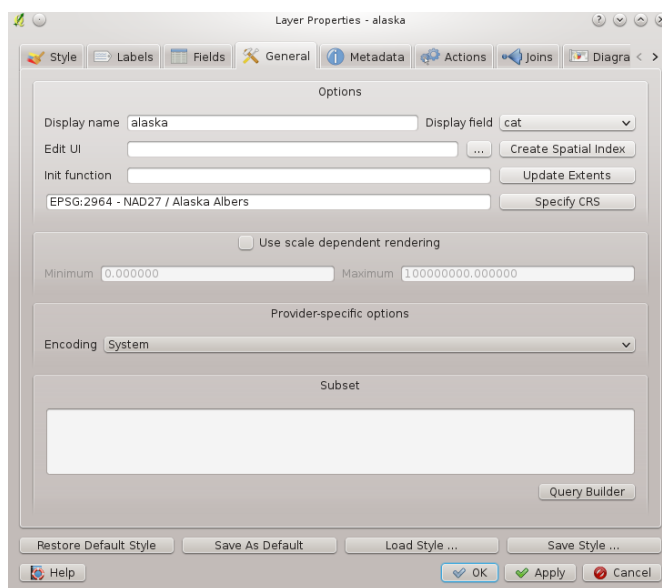 Layer Properties - alaska
Style Labels Fields General Metadata Actions Joins Diagra
Options
Display name alaska Display field cat
Edit UI ... Create Spatial Index
Init function Update Extents
EPSG:2964 - NAD27 / Alaska Albers Specify CRS
Use scale dependent rendering
Minimum 0.000000 Maximum 100000000.000000
Provider-specific options
Encoding System
Subset
Query Builder
Restore Default Style Save As Default Load Style ... Save Style ...
Help OK Apply Cancel